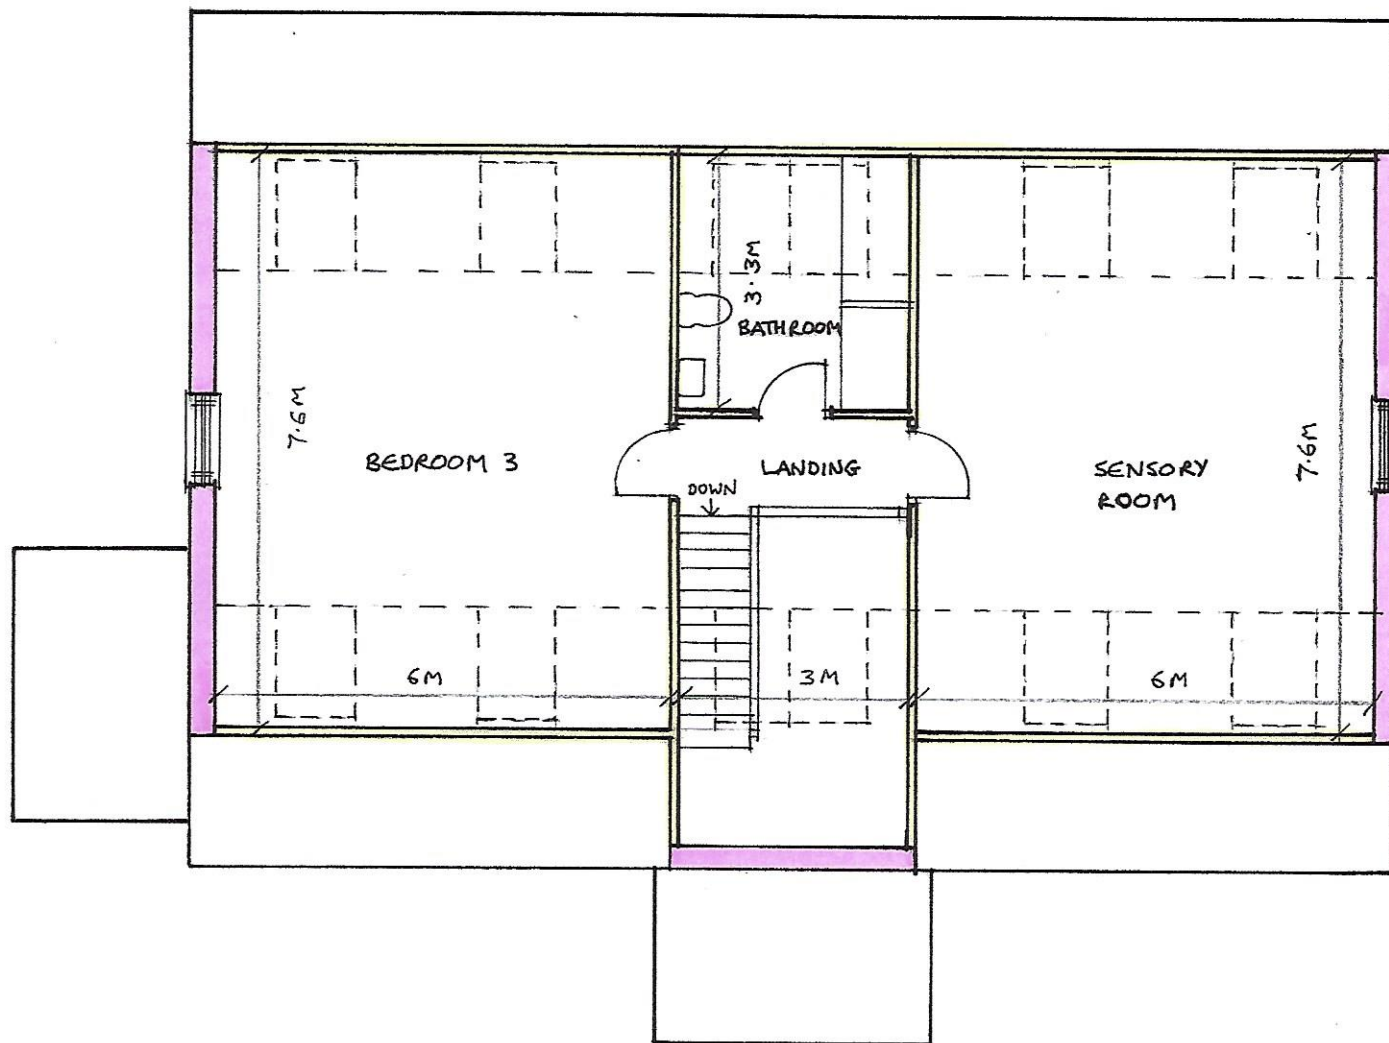 3.3M
BATHROOM
7.6M
BEDROOM 3
LANDING
SENSORY
ROOM
7.6M
DOWN
6M
3M
6M